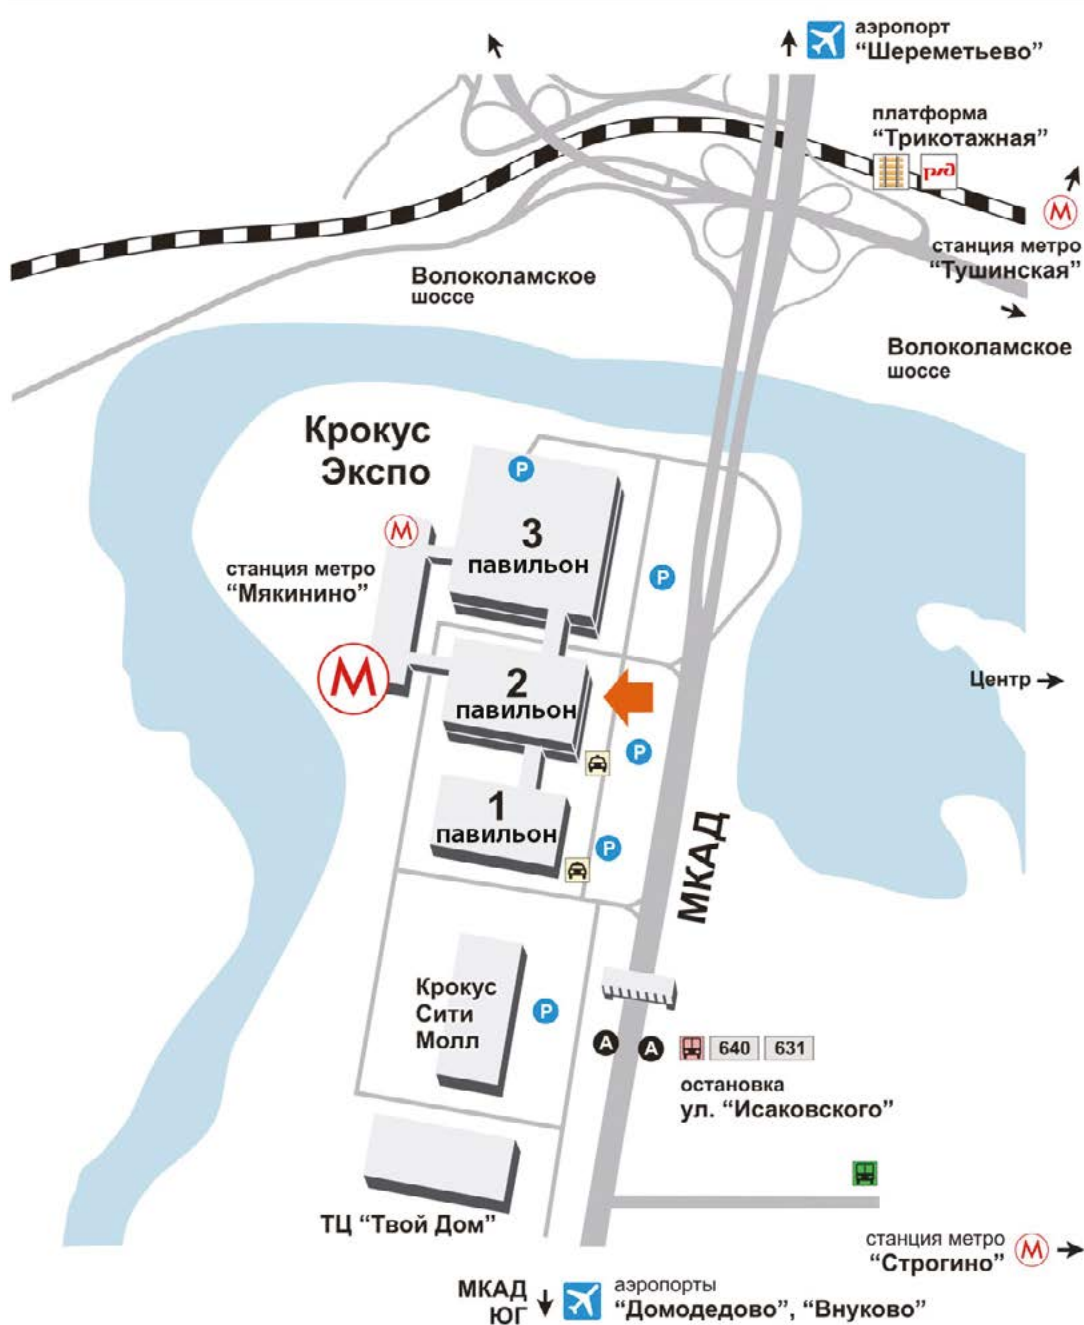 аэропорт
“Шереметьево”
платформа
“Трикотажная”
ржд
М
станция метро
“Тушинская”
Волоколамское
шоссе
Волоколамское
шоссе
Крокус
Экспо
P
3
павильон
М
станция метро
“Мякинино”
P
М
2
павильон
Центр
P
1
павильон
P
МКАД
Крокус
Сити
Молл
P
А
А
640
631
остановка
ул. “Исаковского”
ТЦ “Твой Дом”
станция метро
“Строгино”
М
МКАД
ЮГ
аэропорты
“Домодедово”, “Внуково”